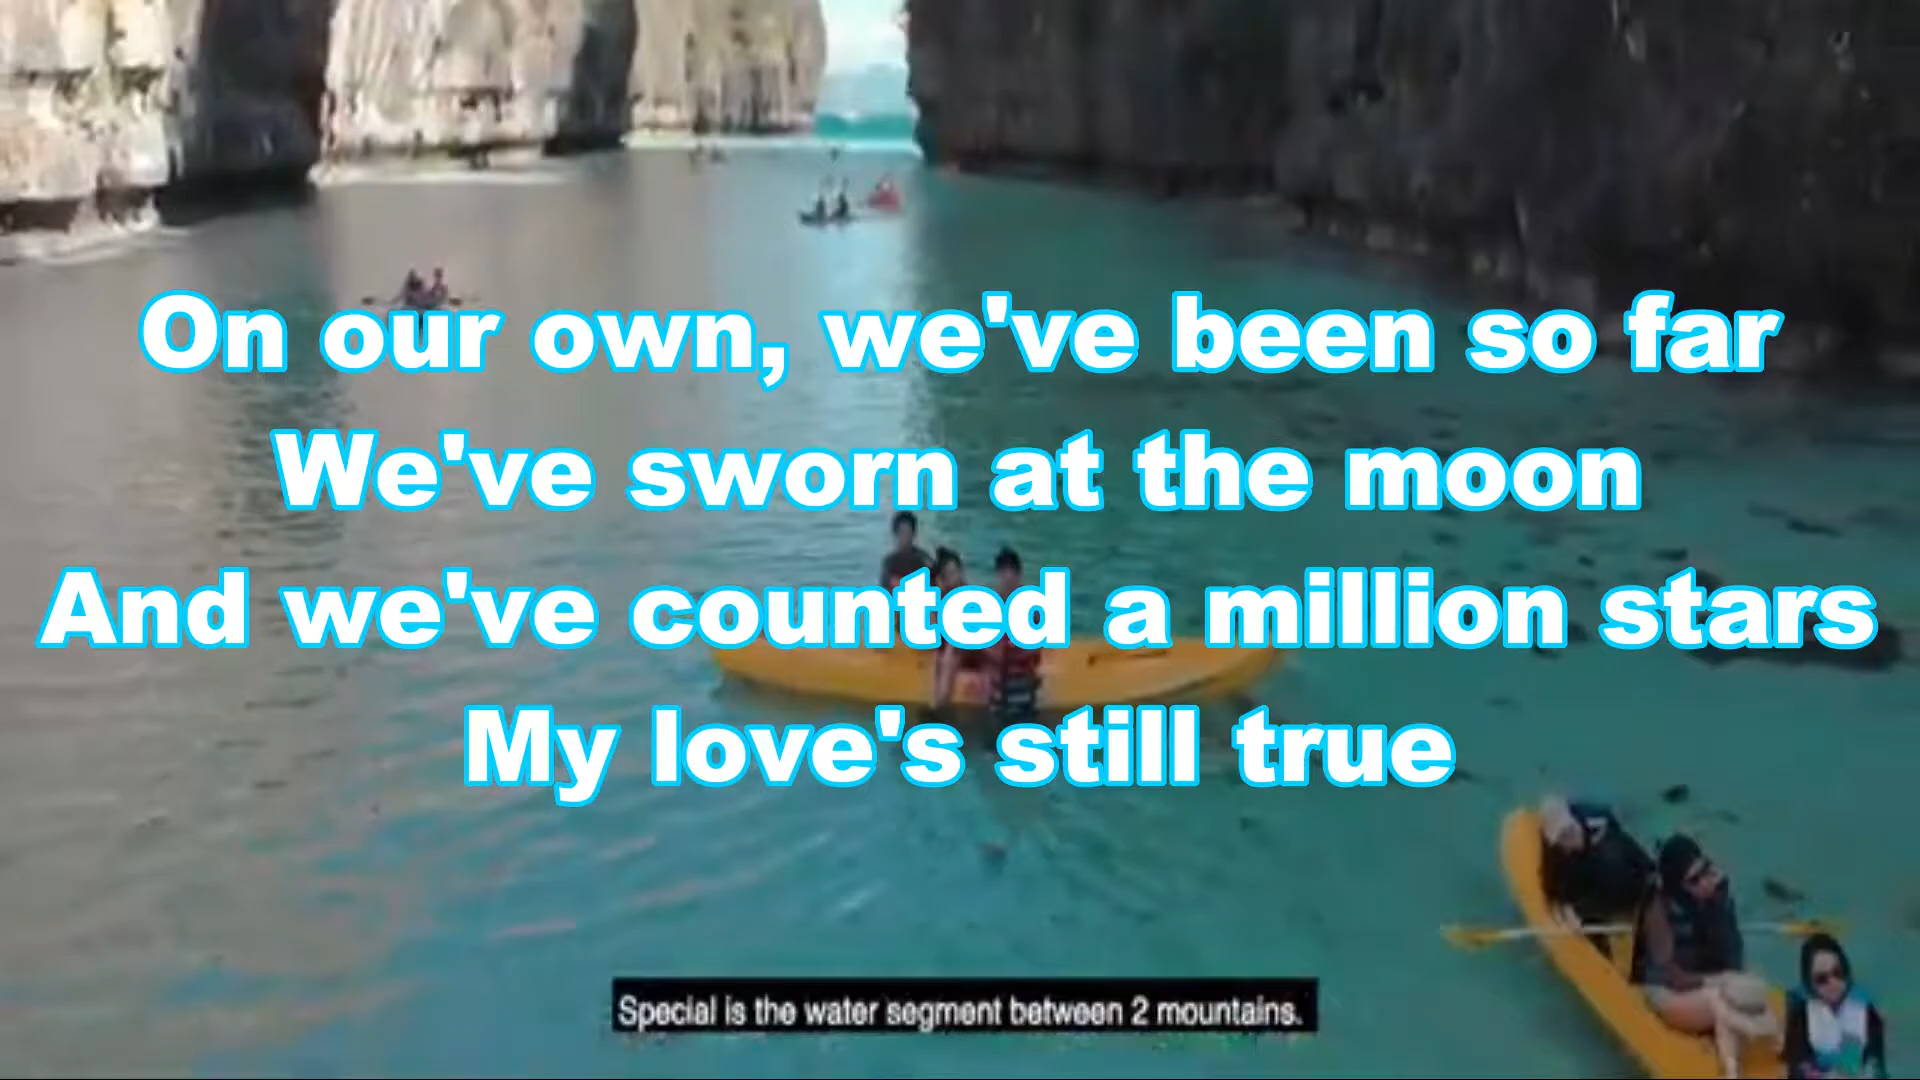 On our own, we've been so far
We've sworn at the moon
And we've counted a million stars
My love's still true
Special is the water segment between 2 mountains.